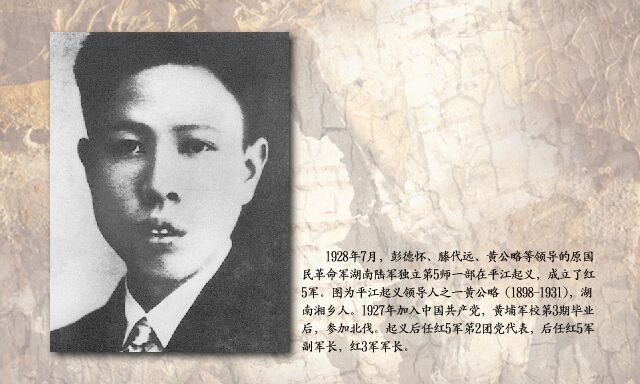 1928年7月，彭德怀、滕代远、黄公略等领导的原国
民革命军湖南陆军独立第5师一部在平江起义，成立了红
5军。图为平江起义领导人之一黄公略（1898-1931），湖
南湘乡人。1927年加入中国共产党，黄埔军校第3期毕业
后，参加北伐。起义后任红5军第2团党代表，后任红5军
副军长，红3军军长。